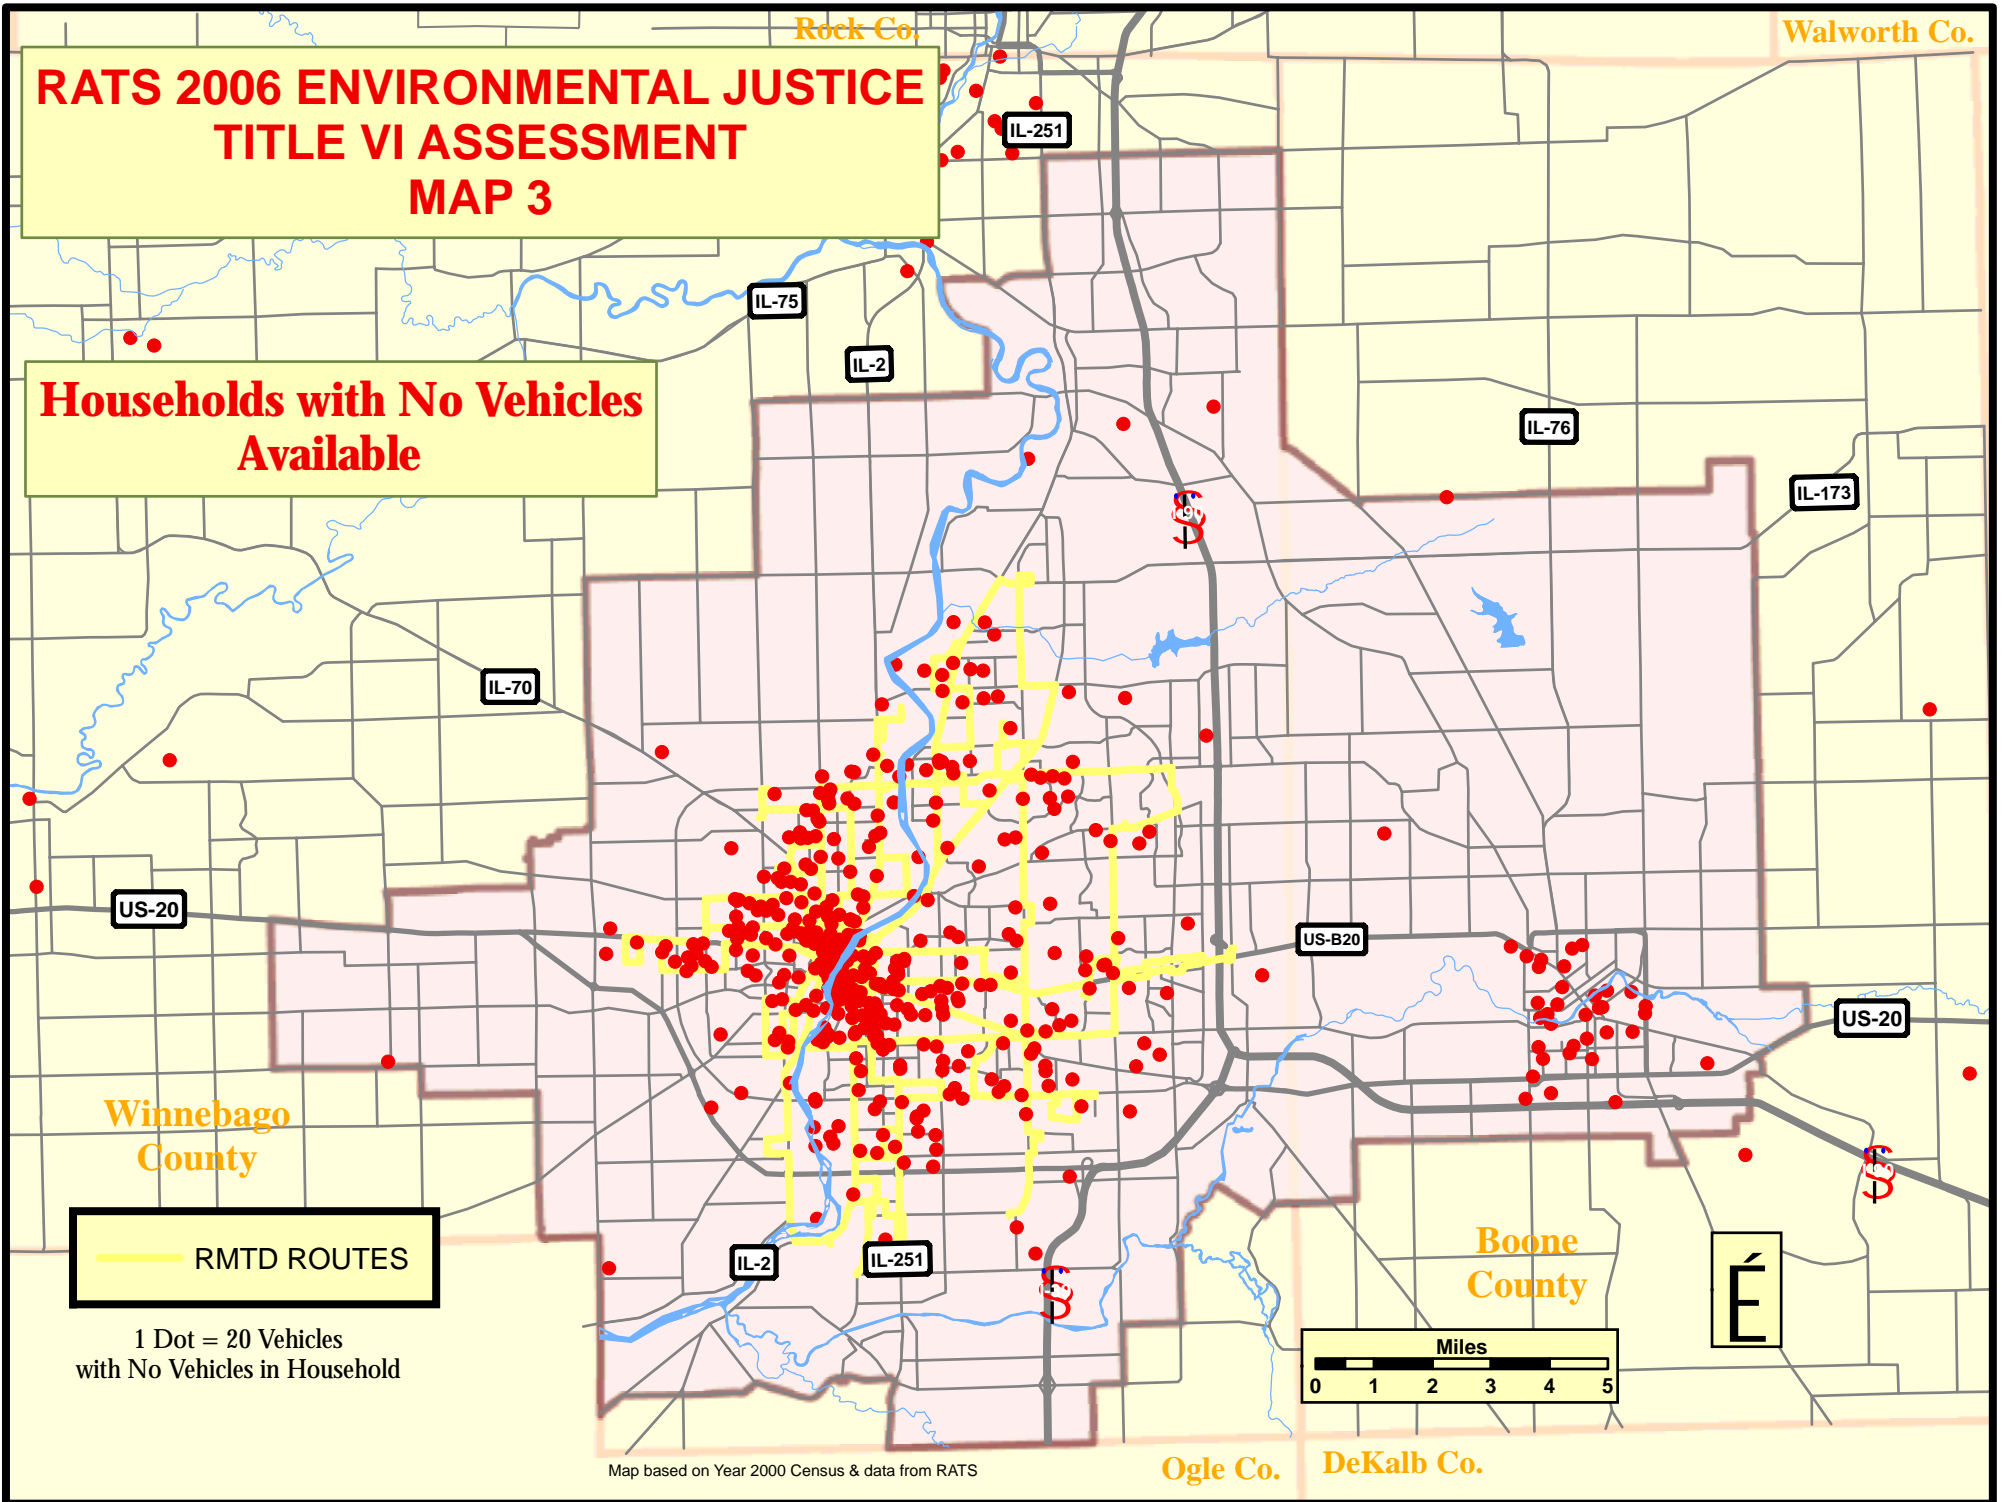 Rock Co.
Walworth Co.
RATS 2006 ENVIRONMENTAL JUSTICE
TITLE VI ASSESSMENT
MAP 3
IL-251
IL-75
IL-2
Households with No Vehicles
Available
IL-76
IL-173
IL-70
US-20
US-B20
US-20
Winnebago
County
RMTD ROUTES
IL-2
IL-251
Boone
County
É
1 Dot = 20 Vehicles
with No Vehicles in Household
Miles
0 1 2 3 4 5
Map based on Year 2000 Census & data from RATS
Ogle Co.
DeKalb Co.